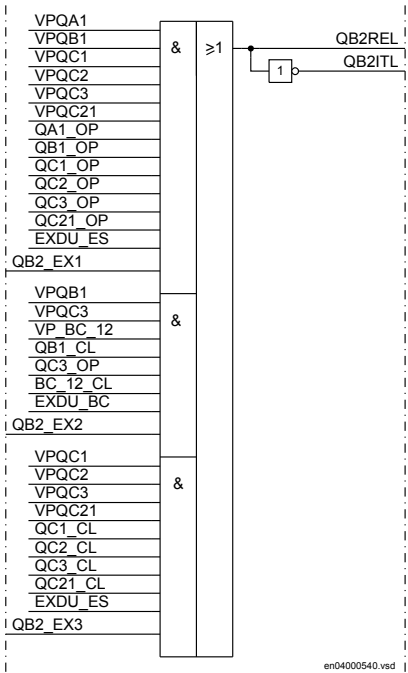 VPQA1
VPQB1
VPQC1
VPQC2
VPQC3
VPQC21
QA1_OP
QB1_OP
QC1_OP
QC2_OP
QC3_OP
QC21_OP
EXDU_ES
QB2_EX1
&
≥1
QB2REL
QB2ITL
1
VPQB1
VPQC3
VP_BC_12
QB1_CL
QC3_OP
BC_12_CL
EXDU_BC
QB2_EX2
&
VPQC1
VPQC2
VPQC3
VPQC21
QC1_CL
QC2_CL
QC3_CL
QC21_CL
EXDU_ES
QB2_EX3
&
en04000540.vsd